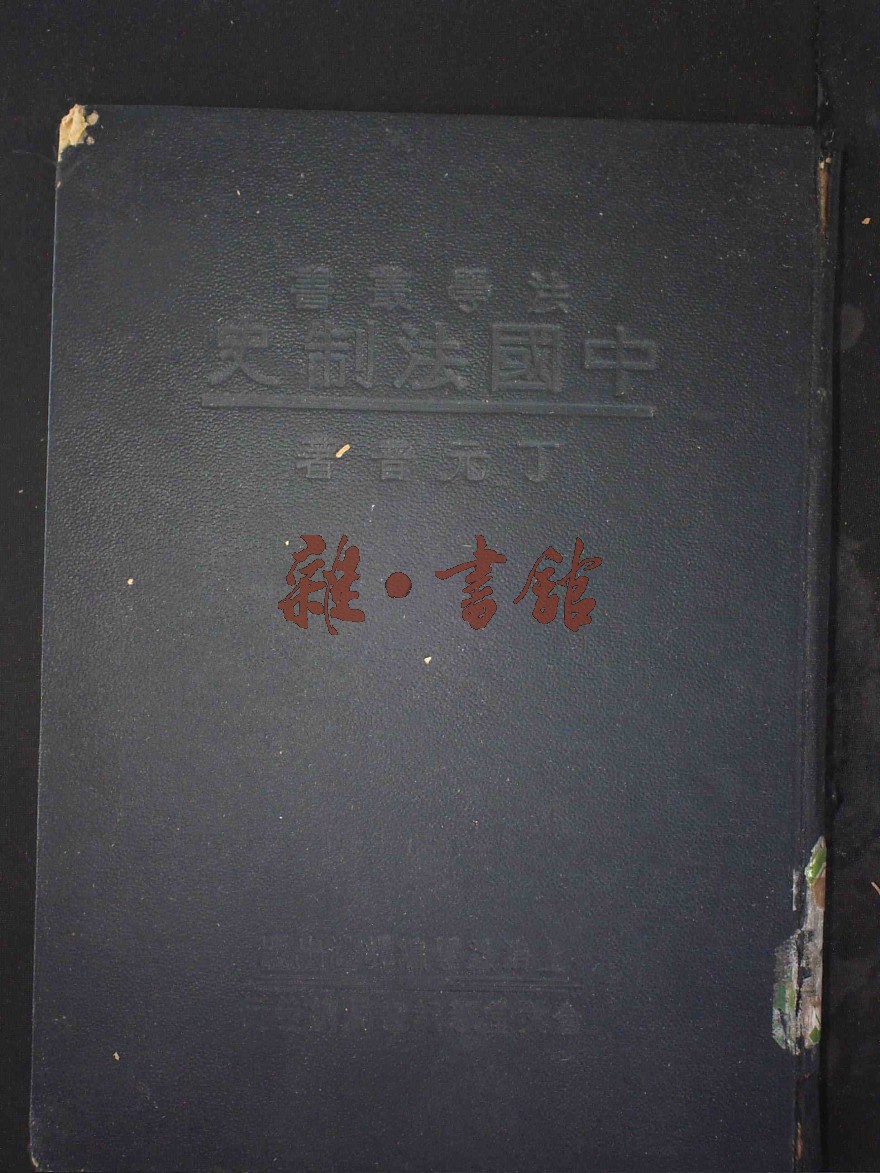 法學叢書
中國法制史
丁元普著
雜·書館